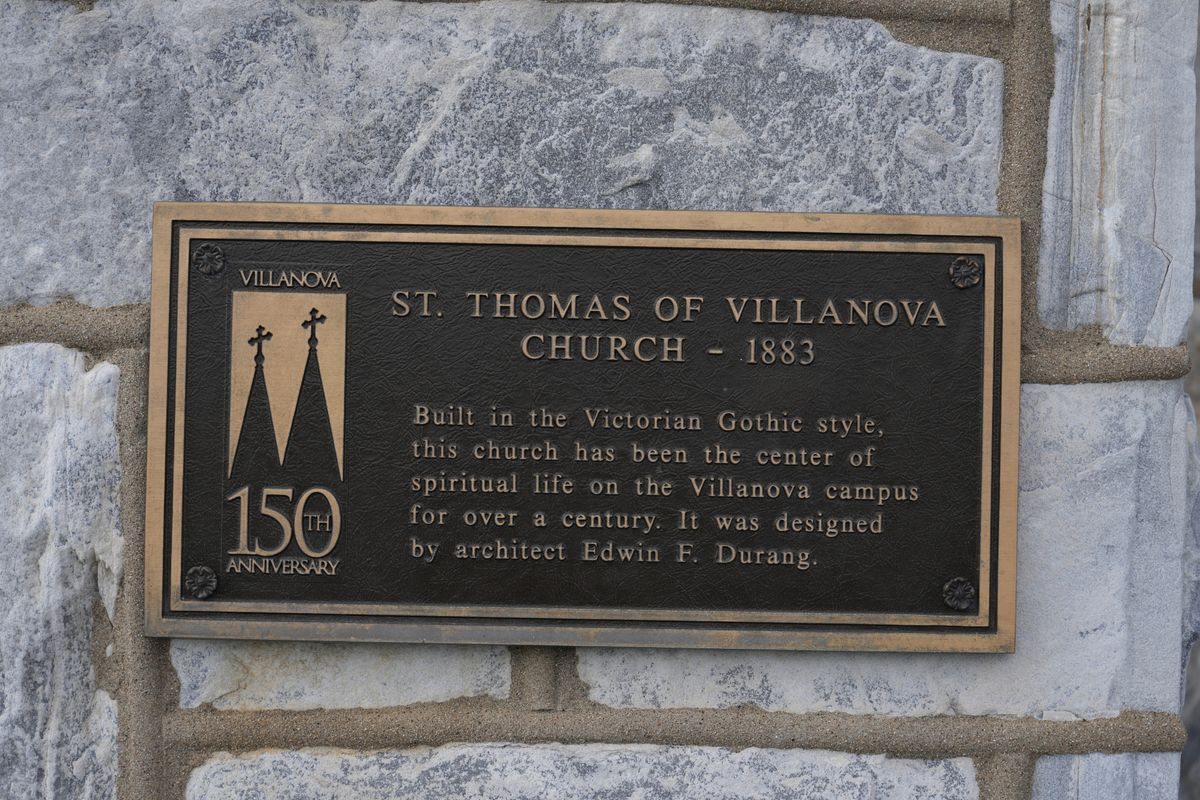 VILLANOVA
150TH
ANNIVERSARY
ST. THOMAS OF VILLANOVA
CHURCH - 1883
Built in the Victorian Gothic style,
this church has been the center of
spiritual life on the Villanova campus
for over a century. It was designed
by architect Edwin F. Durang.